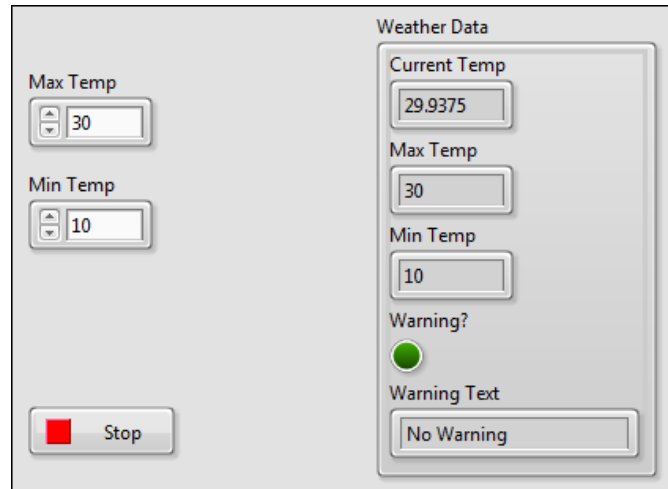 Max Temp
30
Min Temp
10
Stop
Weather Data
Current Temp
29.9375
Max Temp
30
Min Temp
10
Warning?
Warning Text
No Warning